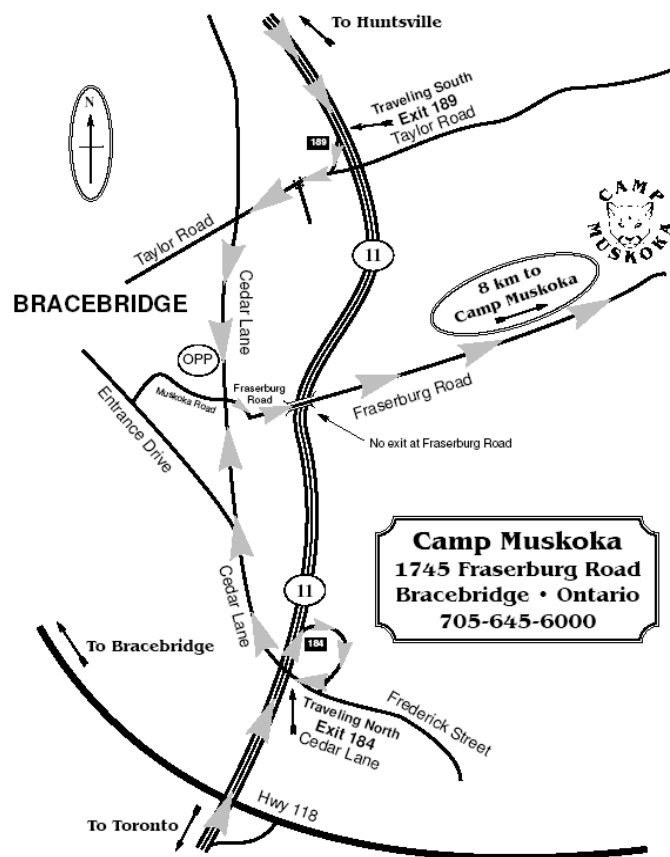 To Huntsville
N
Traveling South
Exit 189
Taylor Road
189
CAMP
MUSKOKA
Taylor Road
11
8 km to
Camp Muskoka
Cedar Lane
BRACEBRIDGE
OPP
Fraserburg
Road
Muskoka Road
Fraserburg Road
Entrance Drive
No exit at Fraserburg Road
Camp Muskoka
1745 Fraserburg Road
Bracebridge • Ontario
705-645-6000
11
Cedar Lane
To Bracebridge
184
Traveling North
Exit 184
Cedar Lane
Frederick Street
Hwy 118
To Toronto